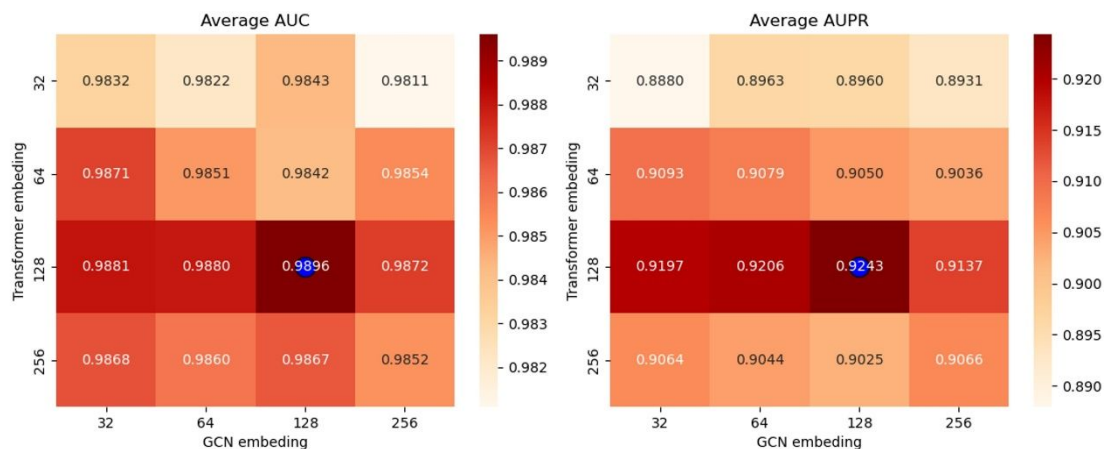 Average AUC
Transformer embeding
32
64
128
256
0.9832 0.9822 0.9843 0.9811
0.9871 0.9851 0.9842 0.9854
0.9881 0.9880 0.9896 0.9872
0.9868 0.9860 0.9867 0.9852
32 64 128 256
GCN embeding
0.989
0.988
0.987
0.986
0.985
0.984
0.983
0.982
Average AUPR
Transformer embeding
32
64
128
256
0.8880 0.8963 0.8960 0.8931
0.9093 0.9079 0.9050 0.9036
0.9197 0.9206 0.9243 0.9137
0.9064 0.9044 0.9025 0.9066
32 64 128 256
GCN embeding
0.920
0.915
0.910
0.905
0.900
0.895
0.890